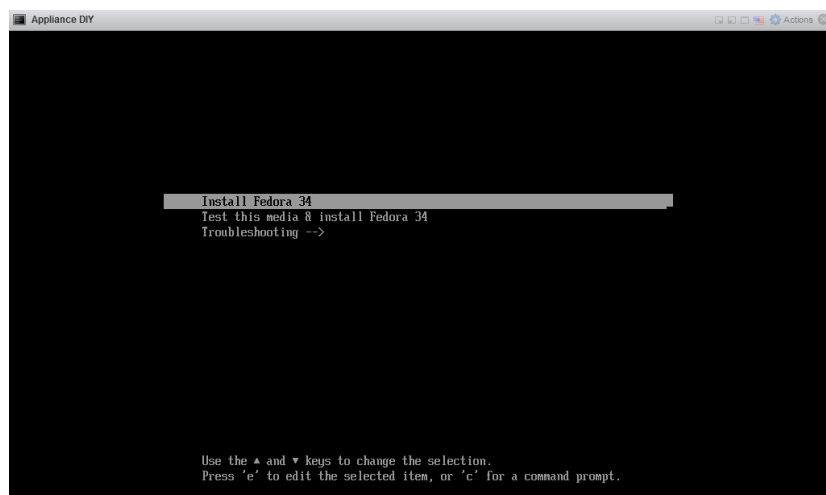 Appliance DIY
Actions
Install Fedora 34
Test this media & install Fedora 34
Troubleshooting -->
Use the ▲ and ▼ keys to change the selection.
Press 'e' to edit the selected item, or 'c' for a command prompt.